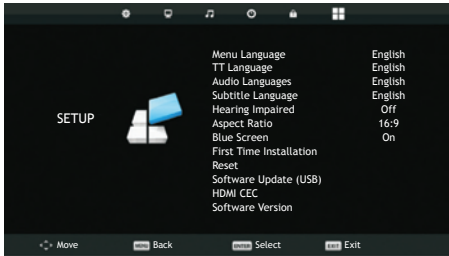 Menu Language English
TT Language English
Audio Languages English
Subtitle Language English
Hearing Impaired Off
SETUP
Aspect Ratio 16:9
Blue Screen On
First Time Installation
Reset
Software Update (USB)
HDMI CEC
Software Version
Move MENU Back ENTER Select EXIT Exit